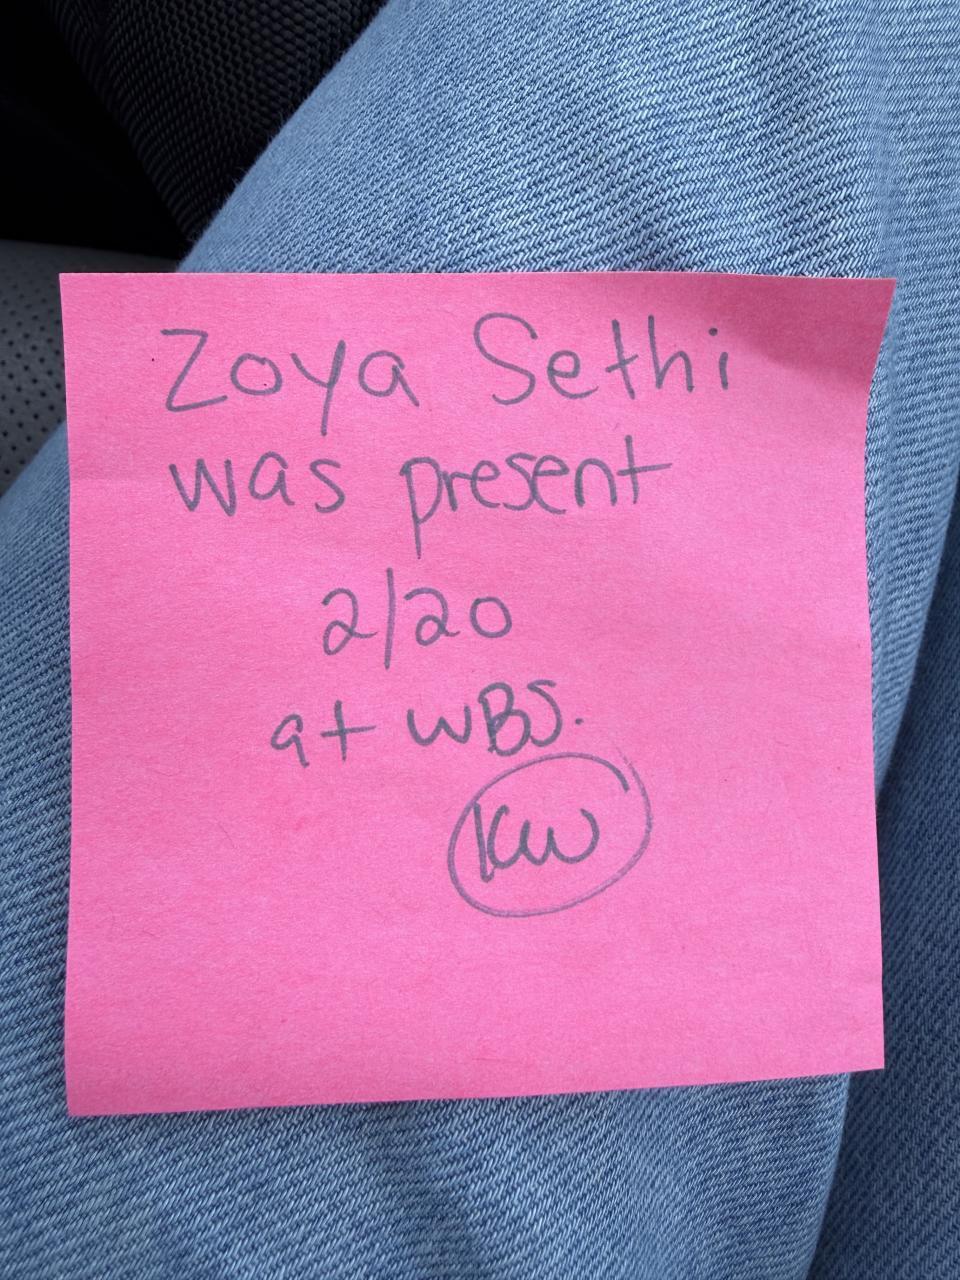 Zoya Sethi
was present
2/20
at WBS.
KW